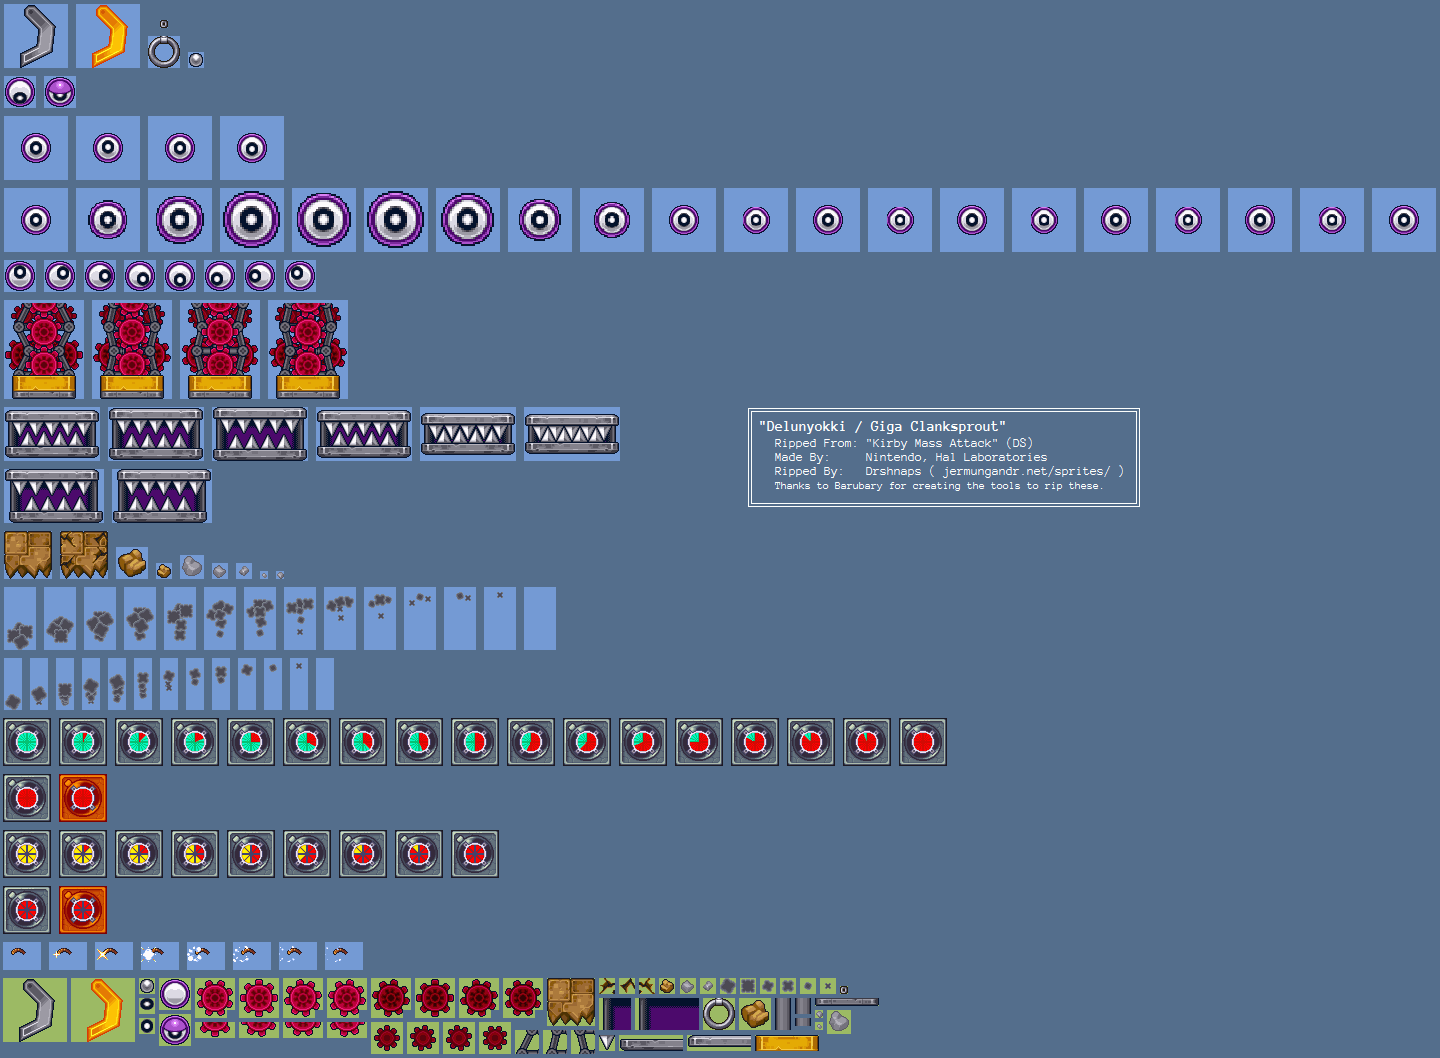 "Delunyokki / Giga Clanksprout"
Ripped From: "Kirby Mass Attack" (DS)
Made By: Nintendo, Hal Laboratories
Ripped By: Drshnaps ( jermungandr.net/sprites/ )
Thanks to Barubary for creating the tools to rip these.